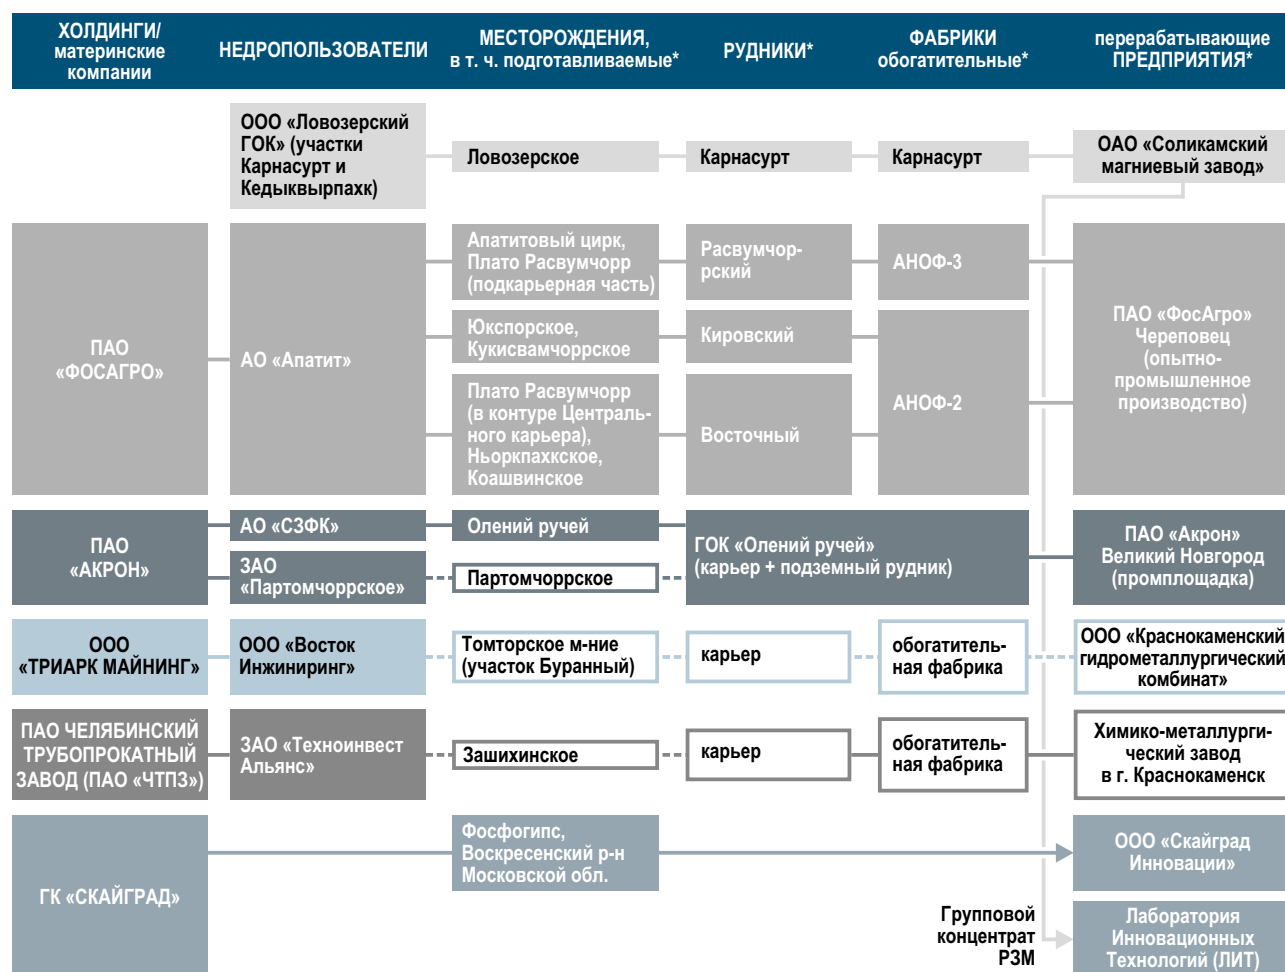 ХОЛДИНГИ/
материнские
компании
НЕДРОПОЛЬЗОВАТЕЛИ
МЕСТОРОЖДЕНИЯ,
в т. ч. подготавливаемые*
РУДНИКИ*
ФАБРИКИ
обогатительные*
перерабатывающие
ПРЕДПРИЯТИЯ*
ООО «Ловозерский
ГОК» (участки
Карнасурт и
Кедыквырпахк)
Ловозерское
Карнасурт
Карнасурт
ОАО «Соликамский
магниевый завод»
ПАО
«ФОСАГРО»
АО «Апатит»
Апатитовый цирк,
Плато Расвумчорр
(подкарьерная часть)
Расвумчор-
рский
АНОФ-3
Юкспорское,
Кукисвамчоррское
Кировский
Плато Расвумчорр
(в контуре Централь-
ного карьера),
Ньоркпахкское,
Коашвинское
Восточный
АНОФ-2
ПАО «ФосАгро»
Череповец
(опытно-
промышленное
производство)
ПАО
«АКРОН»
АО «СЗФК»
Олений ручей
ЗАО
«Партомчоррское»
Партомчоррское
ГОК «Олений ручей»
(карьер + подземный рудник)
ПАО «Акрон»
Великий Новгород
(промплощадка)
ООО
«ТРИАРК МАЙНИНГ»
ООО «Восток
Инжиниринг»
Томторское м-ние
(участок Буранный)
карьер
обогатитель-
ная фабрика
ООО «Краснокаменский
гидрометаллургический
комбинат»
ПАО ЧЕЛЯБИНСКИЙ
ТРУБОПРОКАТНЫЙ
ЗАВОД (ПАО «ЧТПЗ»)
ЗАО «Техноинвест
Альянс»
Зашихинское
карьер
обогатитель-
ная фабрика
Химико-металлурги-
ческий завод
в г. Краснокаменск
ГК «СКАЙГРАД»
Фосфогипс,
Воскресенский р-н
Московской обл.
ООО «Скайград
Инновации»
Групповой
концентрат
РЗМ
Лаборатория
Инновационных
Технологий (ЛИТ)